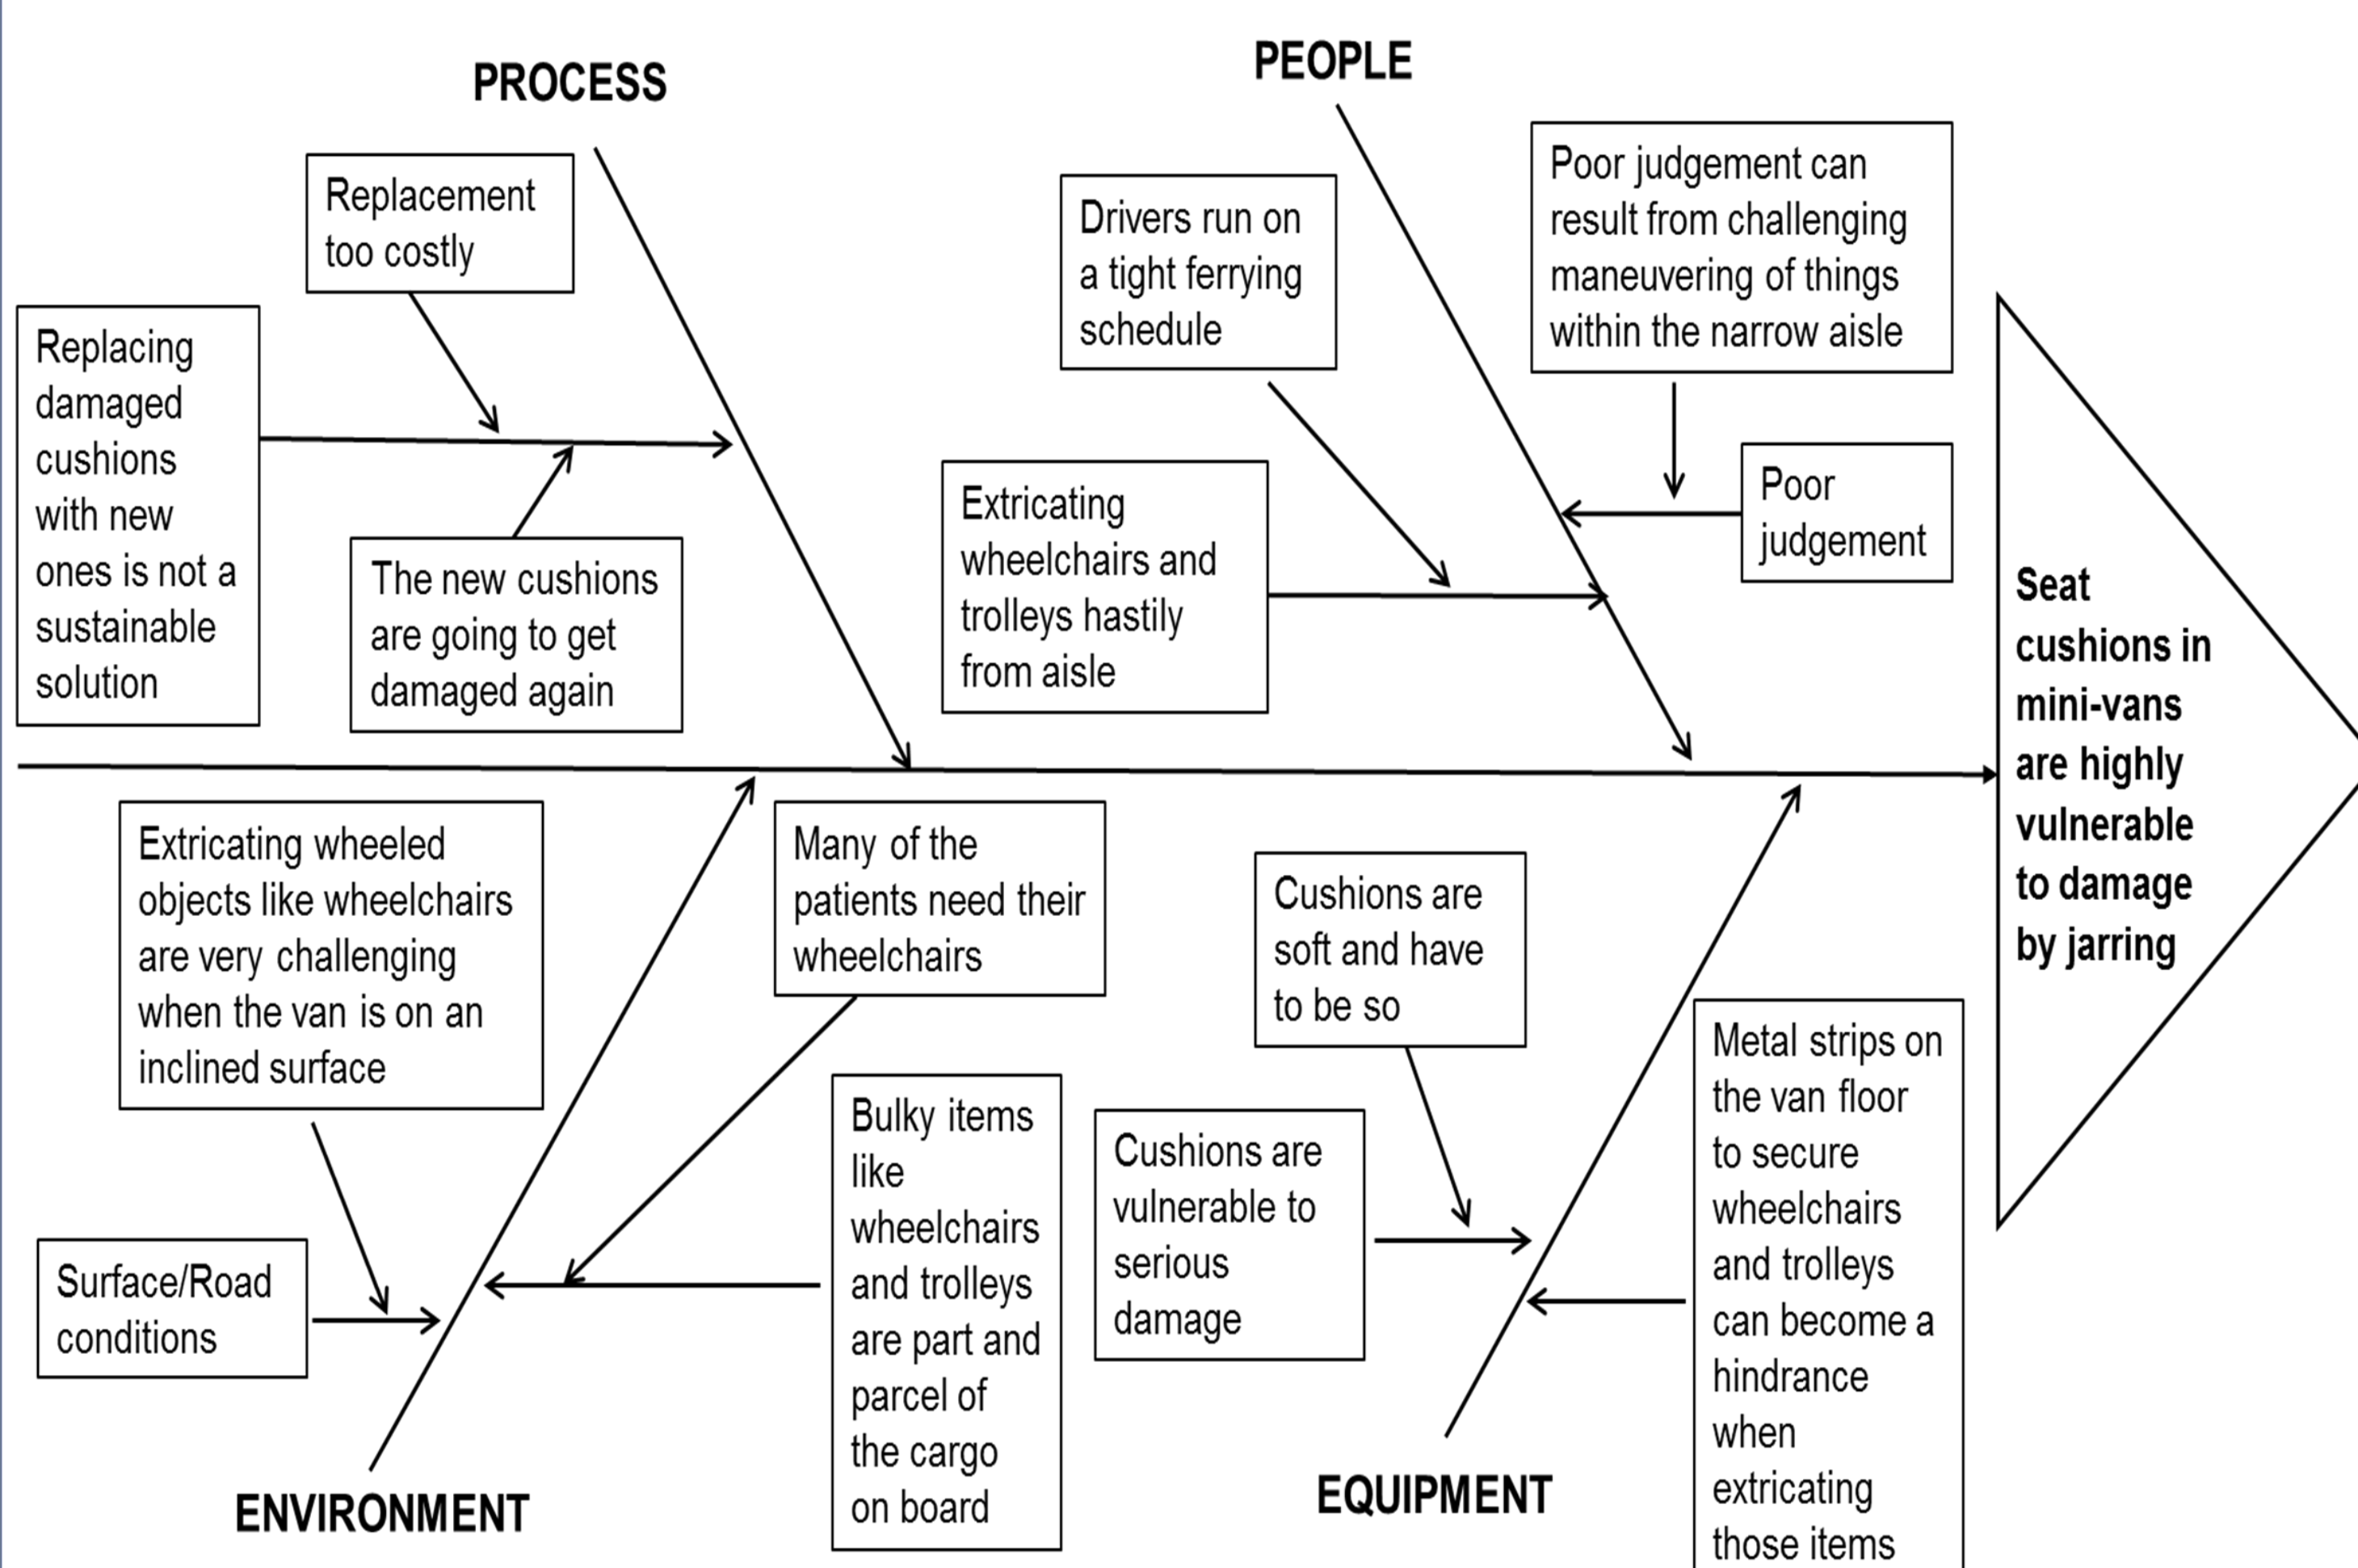 PROCESS
PEOPLE
Replacement
too costly
Replacing
damaged
cushions
with new
ones is not a
sustainable
solution
The new cushions
are going to get
damaged again
Drivers run on
a tight ferrying
schedule
Poor judgement can
result from challenging
maneuvering of things
within the narrow aisle
Extricating
wheelchairs and
trolleys hastily
from aisle
Poor
judgement
Seat
cushions in
mini-vans
are highly
vulnerable
to damage
by jarring
Extricating wheeled
objects like wheelchairs
are very challenging
when the van is on an
inclined surface
Many of the
patients need their
wheelchairs
Surface/Road
conditions
Bulky items
like
wheelchairs
and trolleys
are part and
parcel of
the cargo
on board
Cushions are
soft and have
to be so
Cushions are
vulnerable to
serious
damage
Metal strips on
the van floor
to secure
wheelchairs
and trolleys
can become a
hindrance
when
extricating
those items
ENVIRONMENT
EQUIPMENT